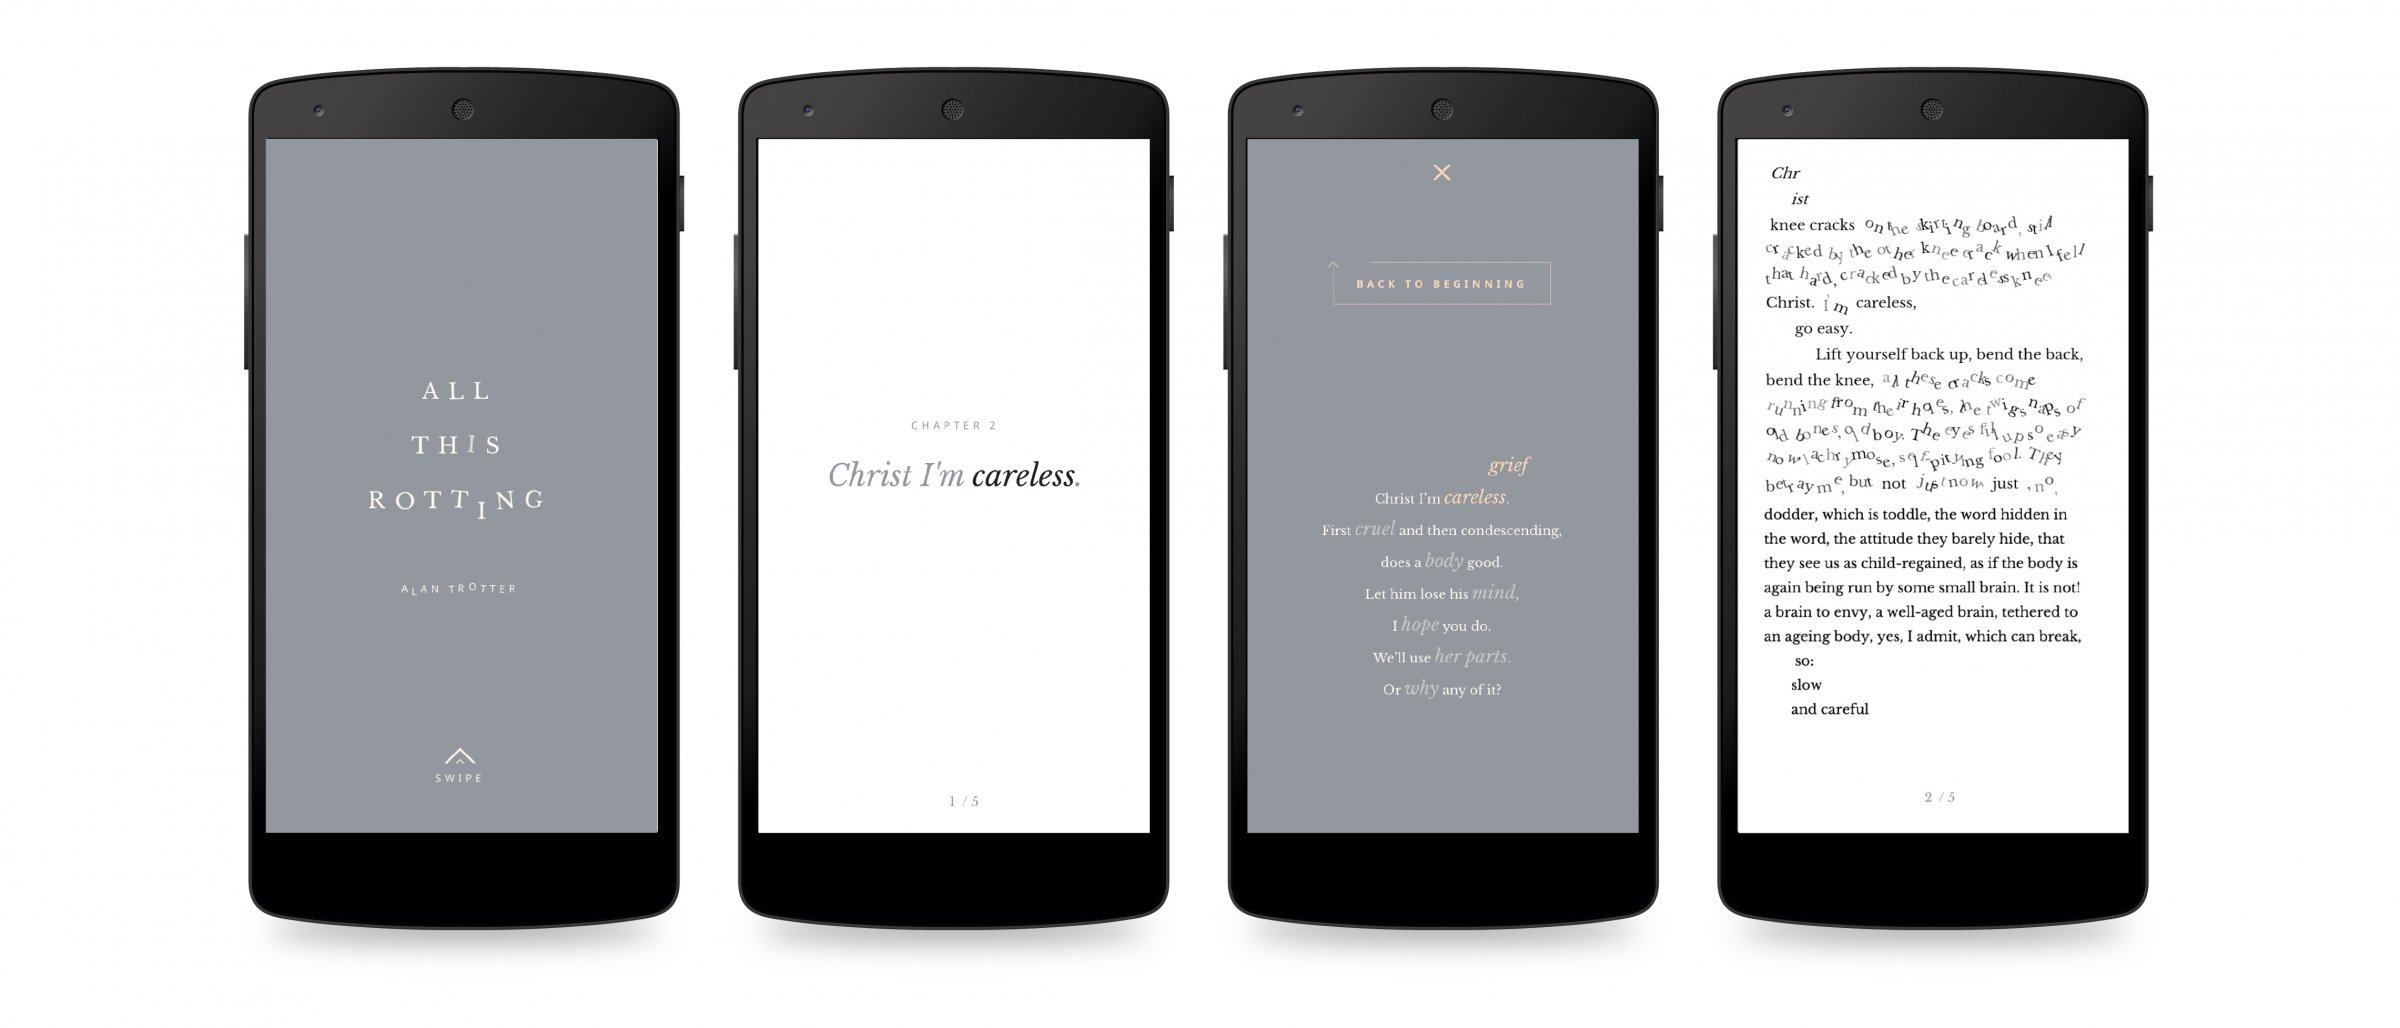 ALL
THIS
ROTTING
ALAN TROTTER
SWIPE
CHAPTER 2
Christ I'm careless.
1 / 5
BACK TO BEGINNING
grief
Christ I'm careless.
First cruel and then condescending,
does a body good.
Let him lose his mind,
I hope you do.
We'll use her parts.
Or why any of it?
Chr
ist
knee cracks on the skirting board, still
cracked by the other knee crack when I fell
that hard, cracked by the careless knee
Christ. I'm careless,
go easy.
Lift yourself back up, bend the back,
bend the knee, all these cracks come
running from their holes, the twigsnaps of
old bones, old boy. The eyes fill up so easy
now lachrymose, self-pitying fool. They
betray me, but not just now, just , no,
dodder, which is toddle, the word hidden in
the word, the attitude they barely hide, that
they see us as child-regained, as if the body is
again being run by some small brain. It is not!
a brain to envy, a well-aged brain, tethered to
an ageing body, yes, I admit, which can break,
so:
slow
and careful
2 / 5